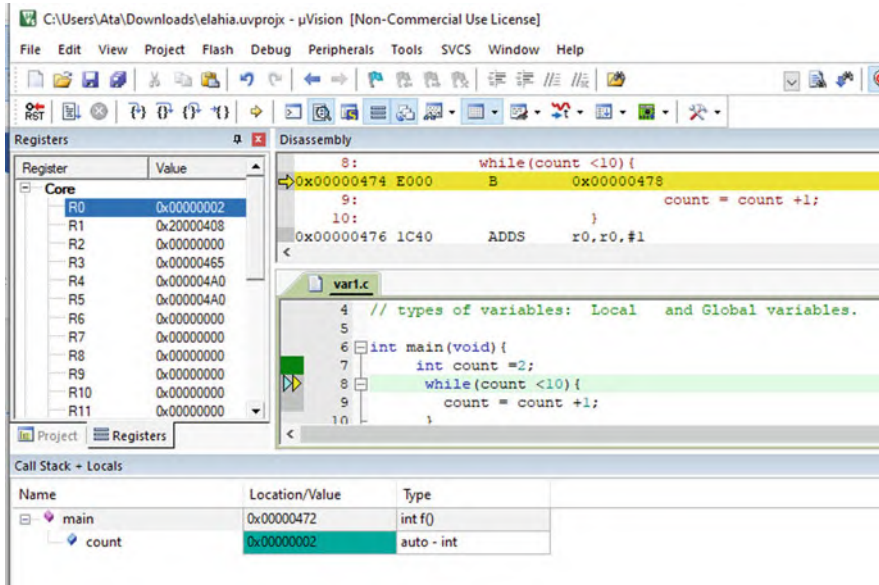 C:\Users\Ata\Downloads\elahia.uvprojx - µVision [Non-Commercial Use License]
File Edit View Project Flash Debug Peripherals Tools SVCS Window Help
RST
Registers
Register Value
Core
R0 0x00000002
R1 0x20000408
R2 0x00000000
R3 0x00000465
R4 0x000004A0
R5 0x000004A0
R6 0x00000000
R7 0x00000000
R8 0x00000000
R9 0x00000000
R10 0x00000000
R11 0x00000000
Project Registers
Disassembly
8: while(count <10){
0x00000474 E000 B 0x00000478
9: count = count +1;
10: }
0x00000476 1C40 ADDS r0,r0,#1
var1.c
4 // types of variables: Local and Global variables.
5
6 int main(void){
7 int count =2;
8 while(count <10){
9 count = count +1;
10 }
Call Stack + Locals
Name Location/Value Type
main 0x00000472 int f()
count 0x00000002 auto - int